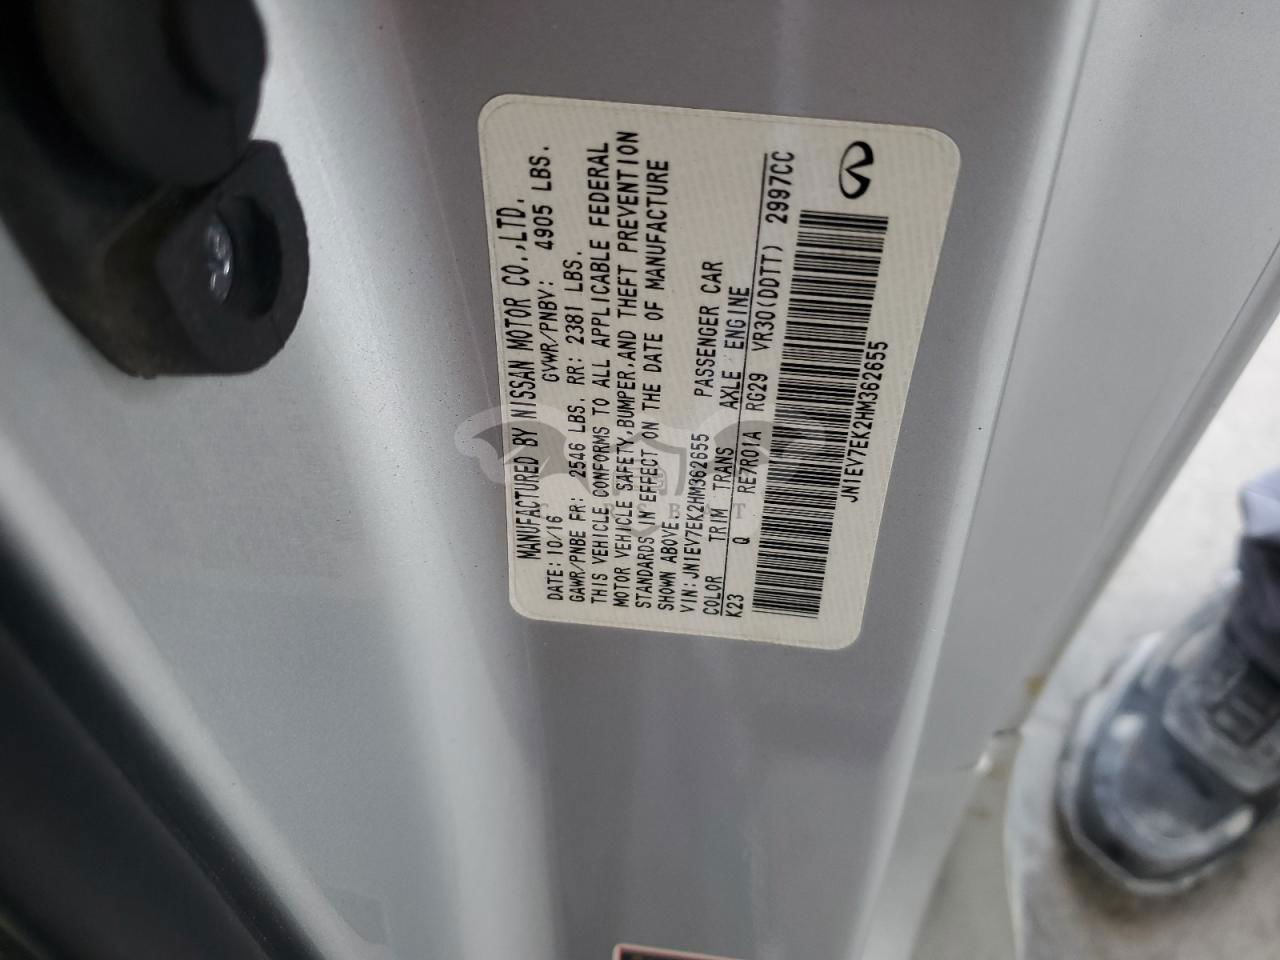 MANUFACTURED BY NISSAN MOTOR CO.,LTD.
DATE: 10/16 GVWR/PNBV: 4905 LBS.
GAWR/PNBE FR: 2546 LBS. RR: 2381 LBS.
THIS VEHICLE CONFORMS TO ALL APPLICABLE FEDERAL
MOTOR VEHICLE SAFETY,BUMPER,AND THEFT PREVENTION
STANDARDS IN EFFECT ON THE DATE OF MANUFACTURE
SHOWN ABOVE.
VIN: JN1EV7EK2HM362655 PASSENGER CAR
COLOR TRIM TRANS AXLE ENGINE
K23 Q RE7R01A RG29 VR30(DDTT) 2997CC
JN1EV7EK2HM362655